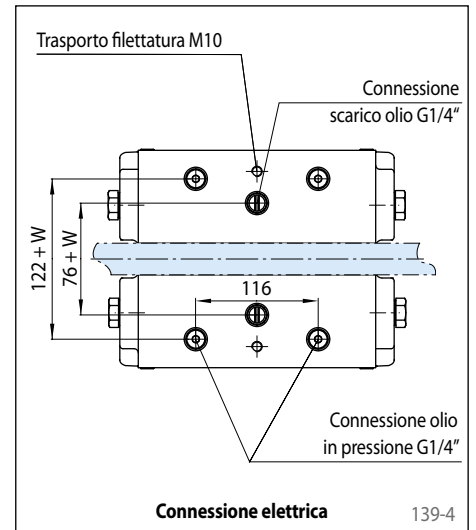 Trasporto filettatura M10
Connessione
scarico olio G1/4“
122 + W
76 + W
116
Connessione olio
in pressione G1/4”
Connessione elettrica
139-4